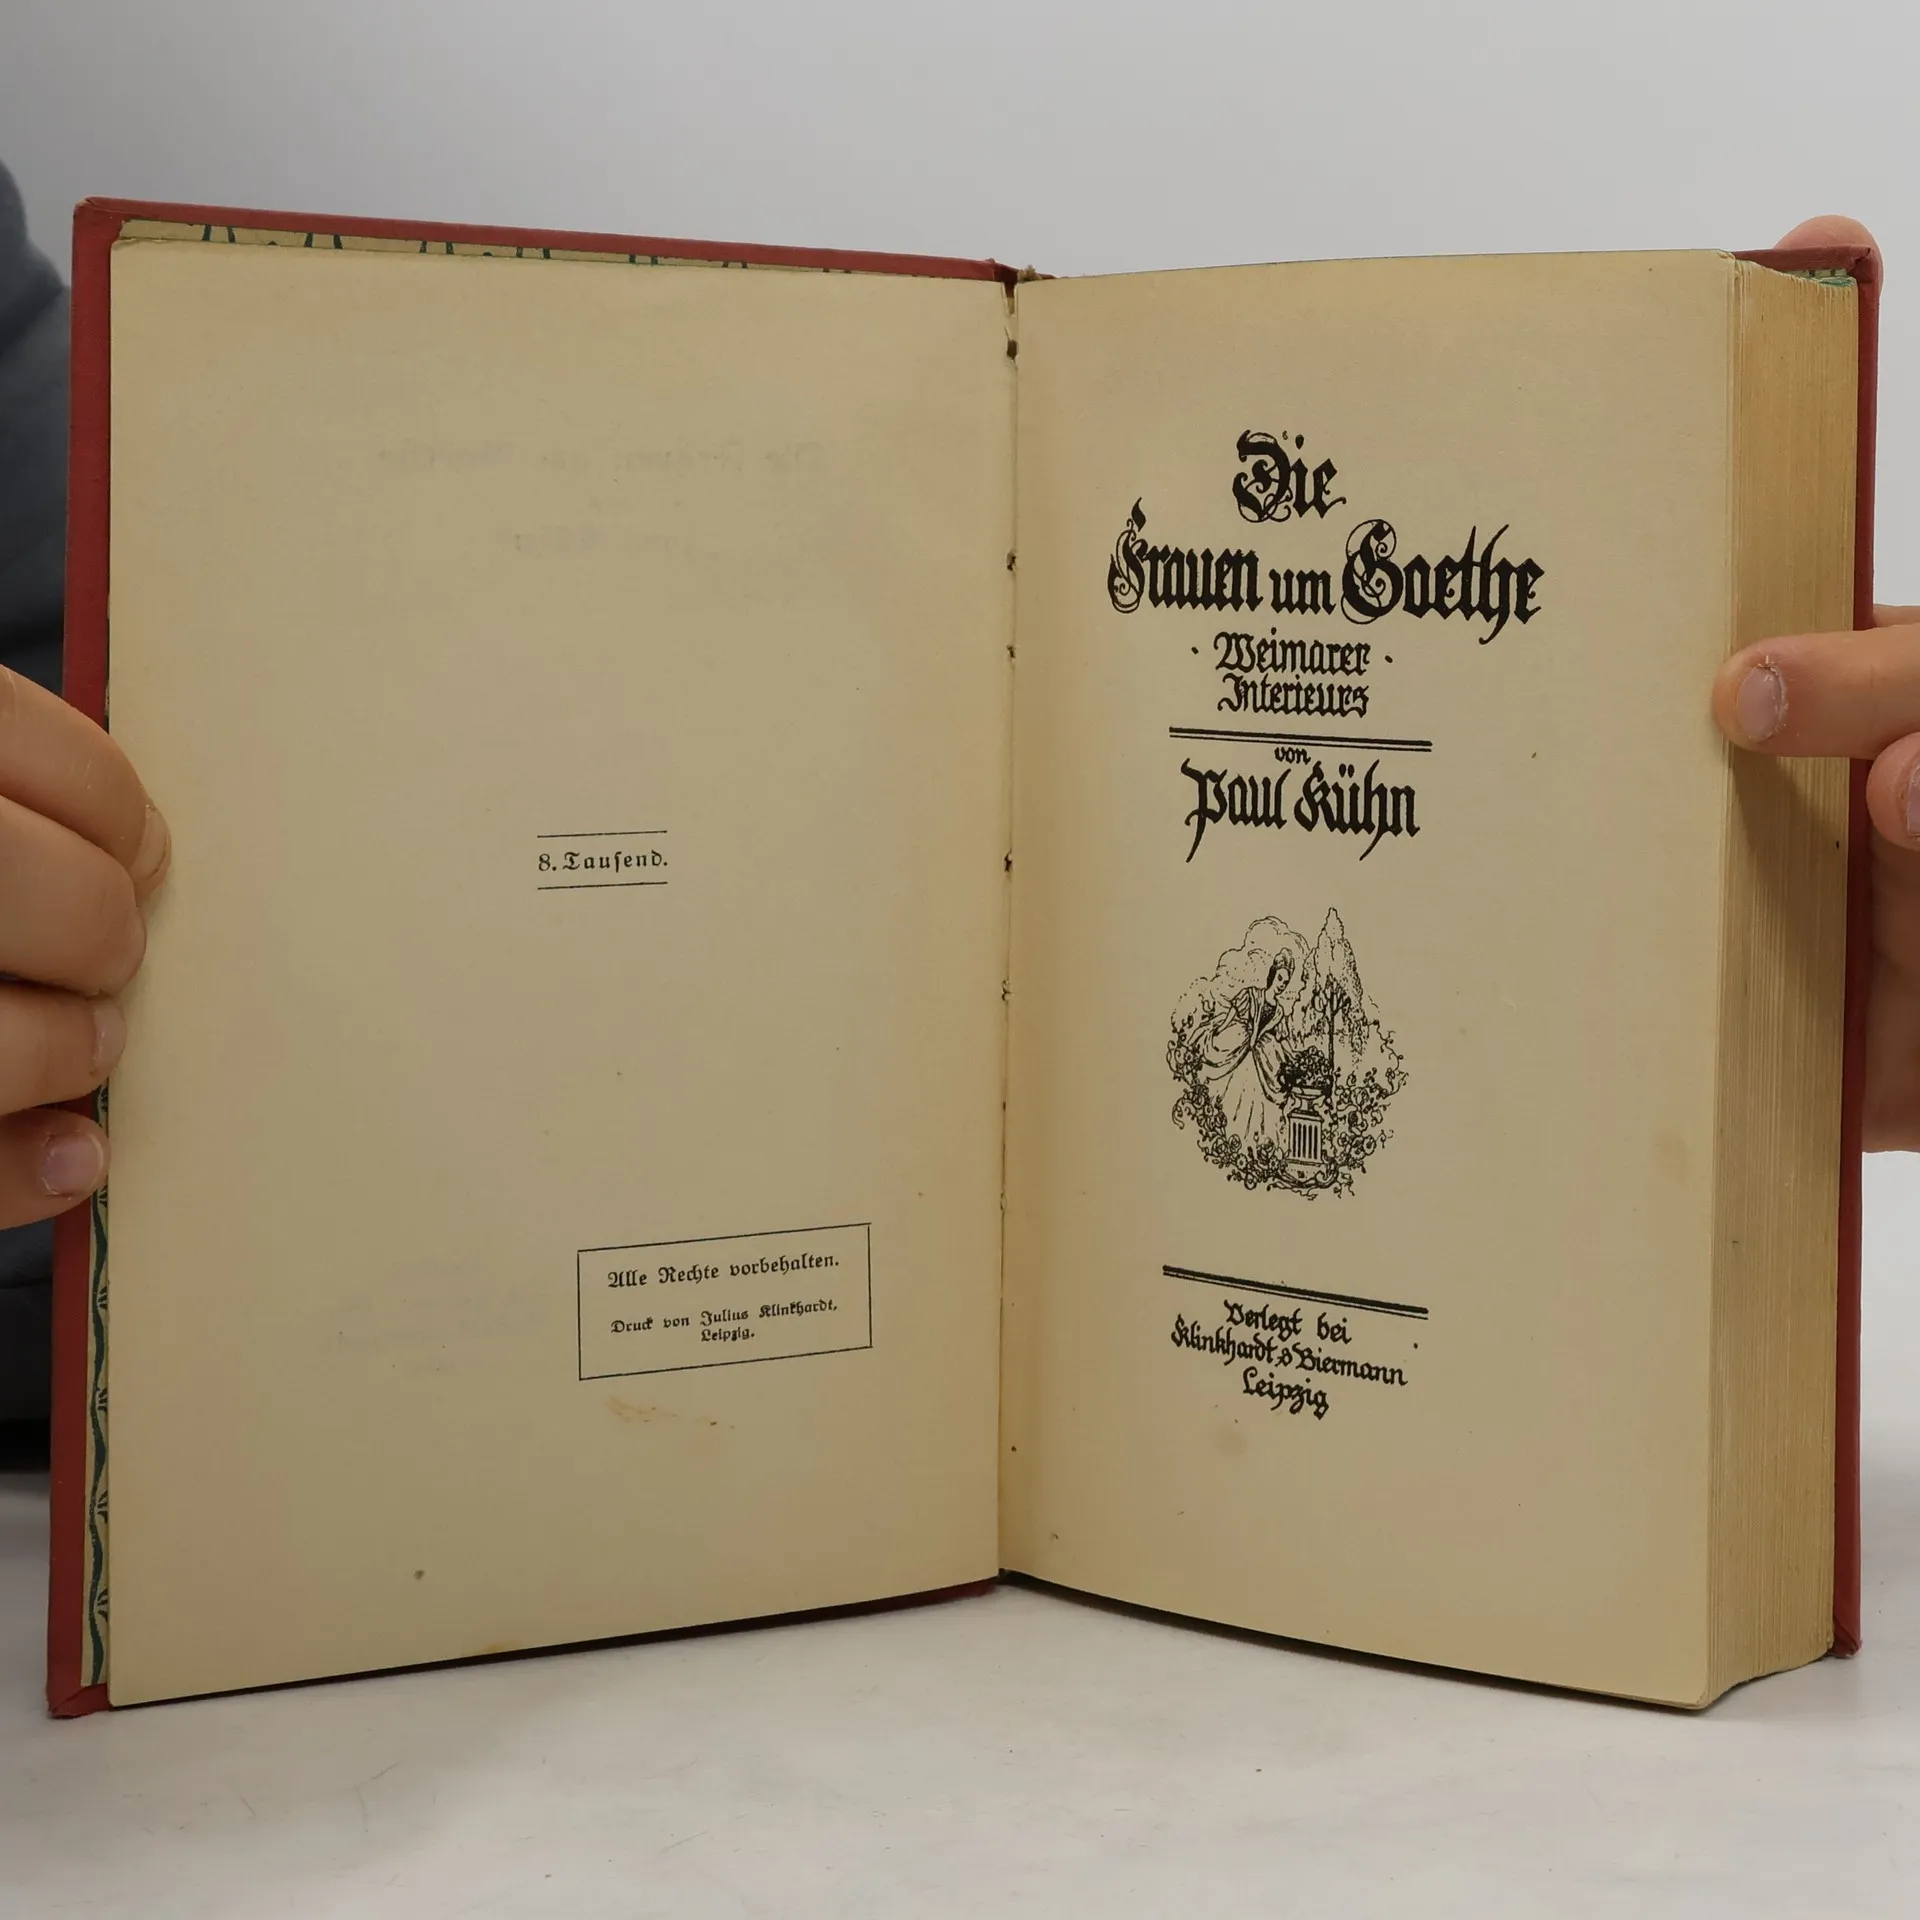 8. Tauſend.
Alle Rechte vorbehalten.
Druck von Julius Klinkhardt,
Leipzig.
Die
Frauen um Goethe
· Weimarer ·
Interieurs
von
Paul Kühn
Verlegt bei
Klinkhardt & Biermann
Leipzig